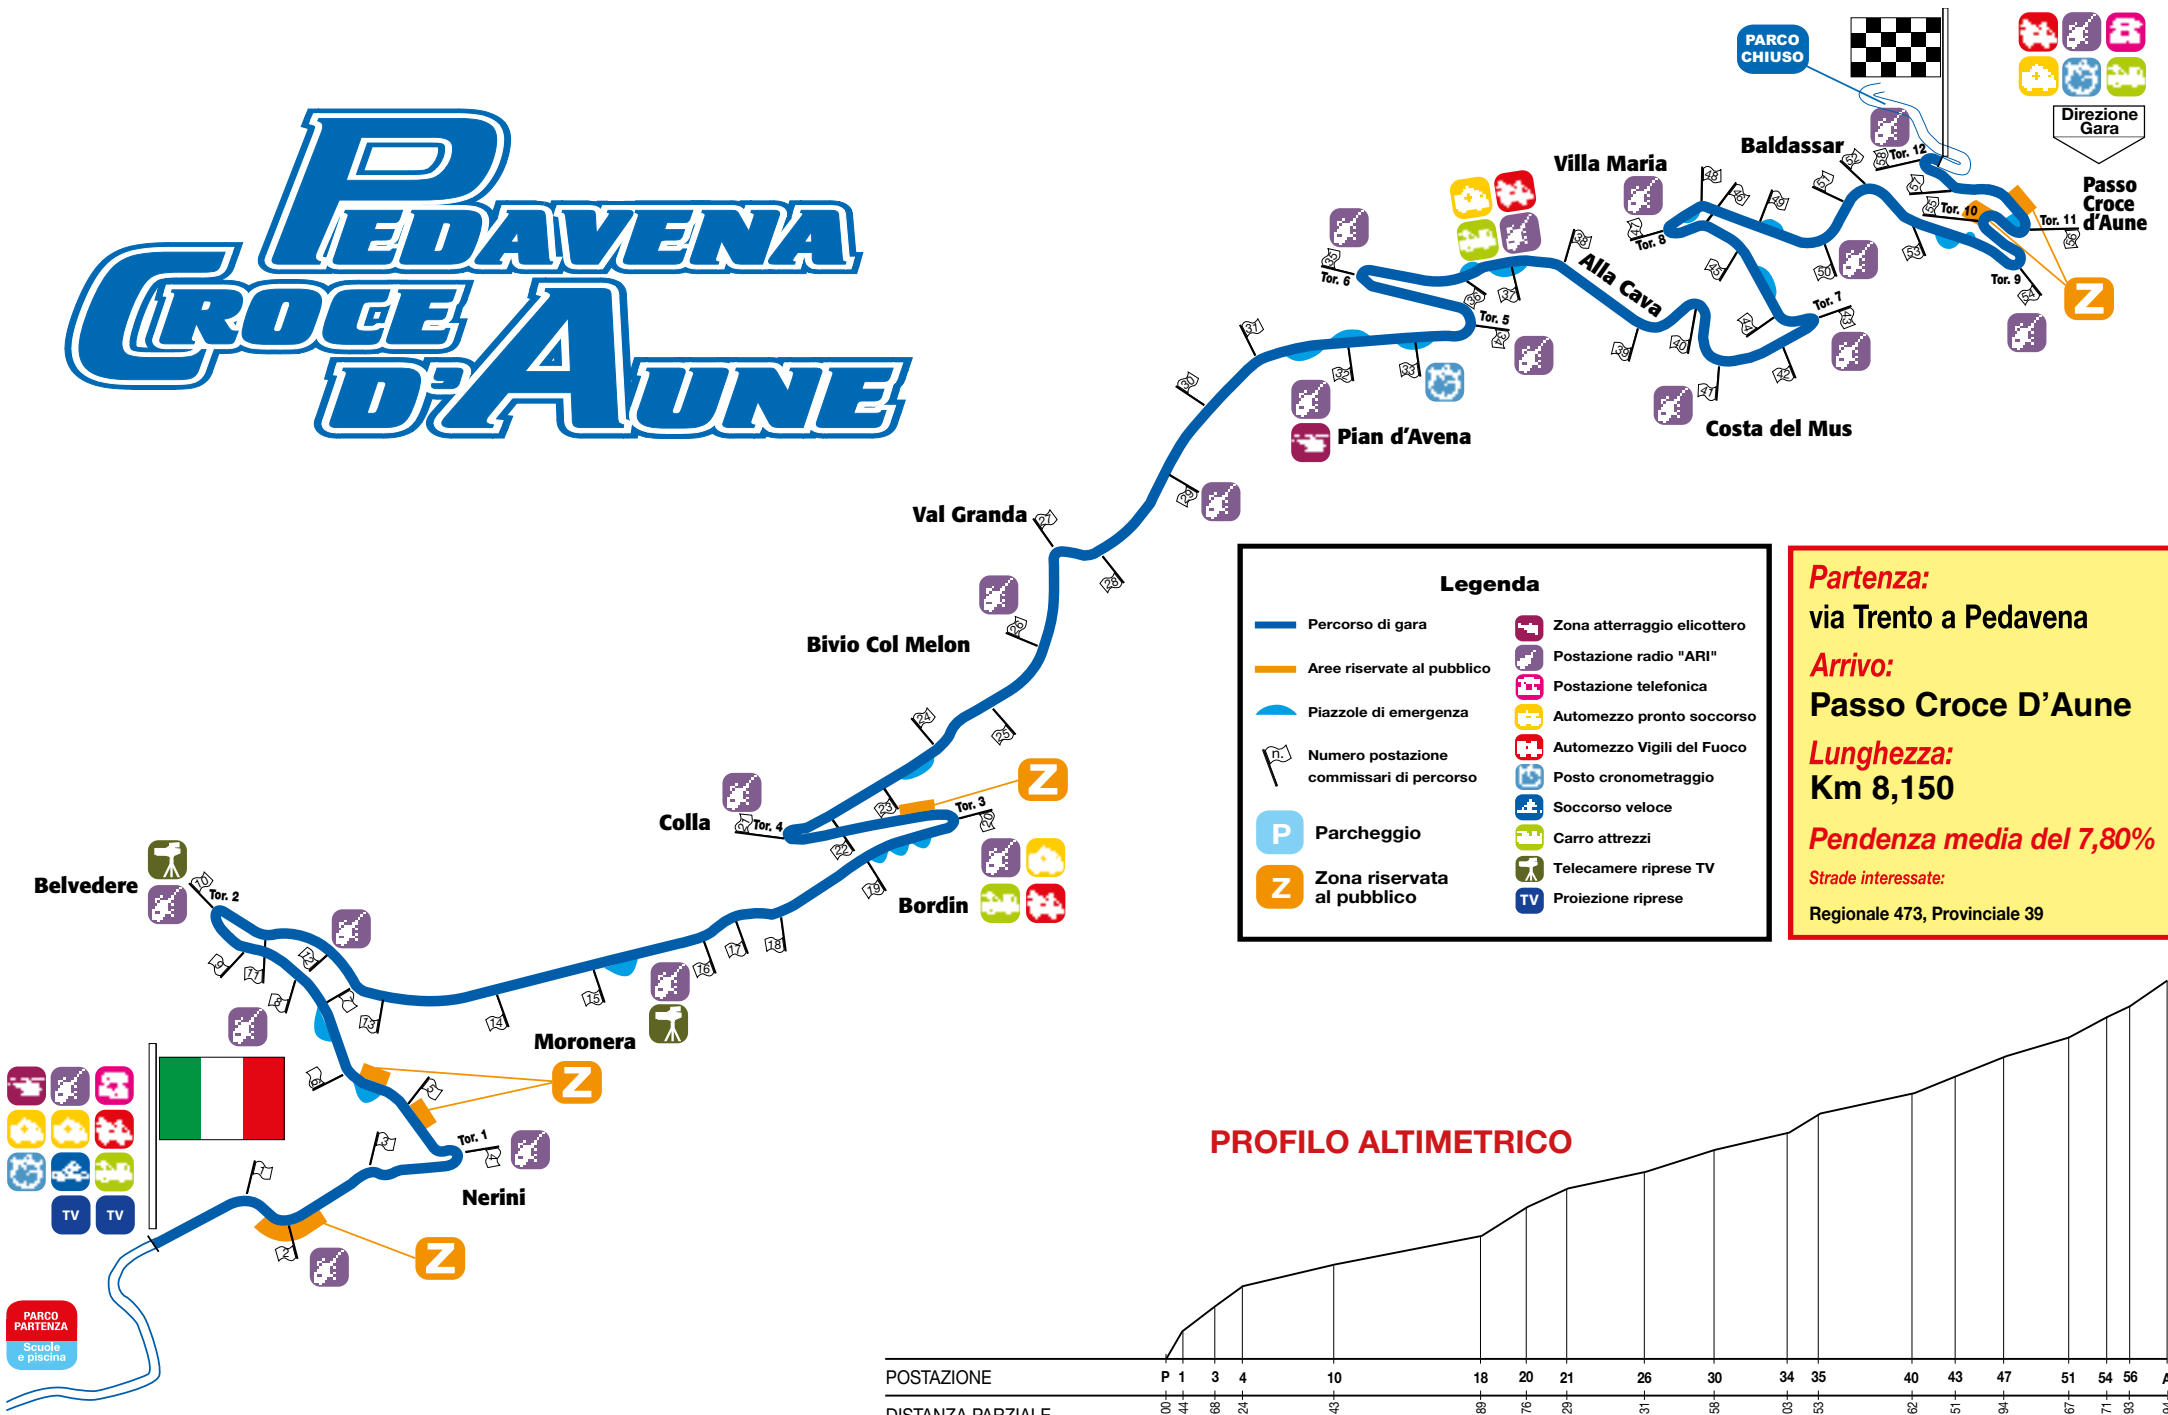 PEDAVENA
CROCE
D'AUNE
PARCO
CHIUSO
Direzione
Gara
Passo
Croce
d'Aune
Baldassar
Villa Maria
Tor. 12
Tor. 11
Tor. 10
Tor. 9
Tor. 8
Tor. 7
Tor. 6
Tor. 5
Alla Cava
Costa del Mus
Pian d'Avena
Z
Val Granda
Bivio Col Melon
Z
Tor. 3
Colla
Tor. 4
Bordin
Belvedere
Tor. 2
Moronera
Z
Tor. 1
Nerini
Z
TV
TV
PARCO
PARTENZA
Scuole
e piscina
Legenda
Percorso di gara
Aree riservate al pubblico
Piazzole di emergenza
n.
Numero postazione
commissari di percorso
P
Parcheggio
Z
Zona riservata
al pubblico
Zona atterraggio elicottero
Postazione radio "ARI"
Postazione telefonica
Automezzo pronto soccorso
Automezzo Vigili del Fuoco
Posto cronometraggio
Soccorso veloce
Carro attrezzi
Telecamere riprese TV
TV
Proiezione riprese
Partenza:
via Trento a Pedavena
Arrivo:
Passo Croce D'Aune
Lunghezza:
Km 8,150
Pendenza media del 7,80%
Strade interessate:
Regionale 473, Provinciale 39
PROFILO ALTIMETRICO
POSTAZIONE P 1 3 4 10 18 20 21 26 30 34 35 40 43 47 51 54 56
DISTANZA PARZIALE